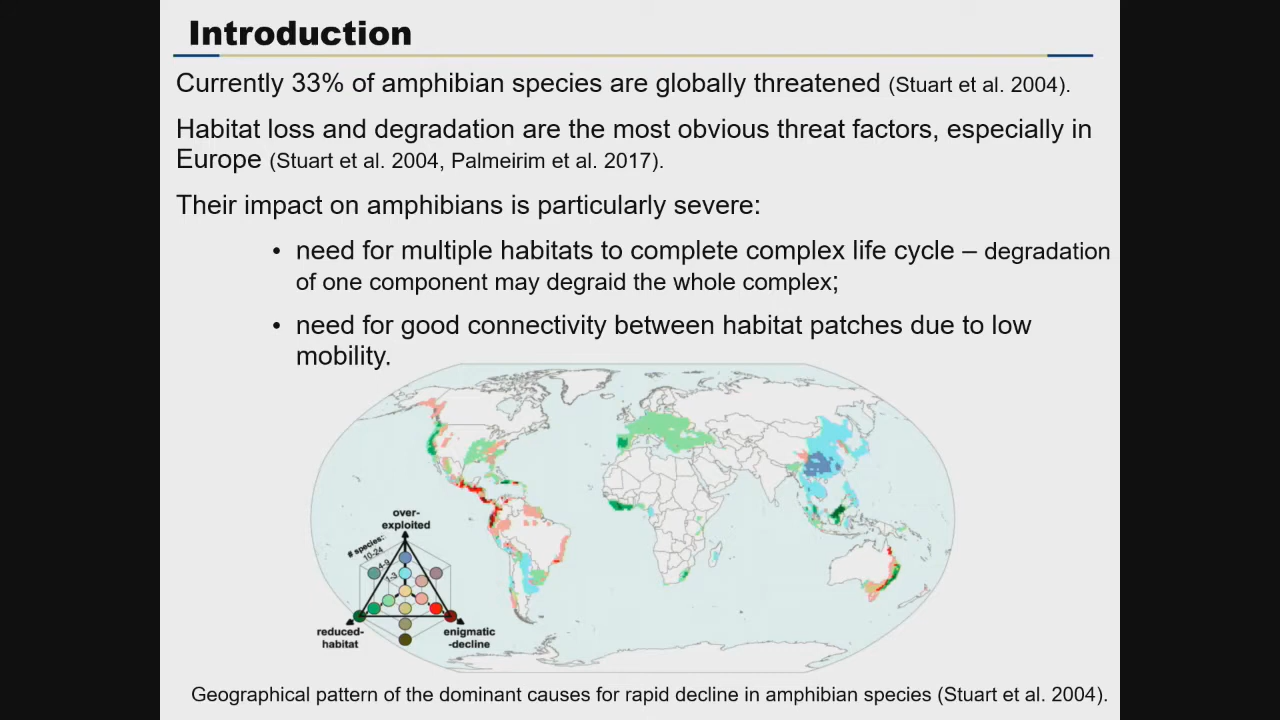 Introduction
Currently 33% of amphibian species are globally threatened (Stuart et al. 2004).
Habitat loss and degradation are the most obvious threat factors, especially in
Europe (Stuart et al. 2004, Palmeirim et al. 2017).
Their impact on amphibians is particularly severe:
• need for multiple habitats to complete complex life cycle – degradation
of one component may degraid the whole complex;
• need for good connectivity between habitat patches due to low
mobility.
over-
exploited
# species:
10-24
4-9
1-3
reduced-
habitat
enigmatic
-decline
Geographical pattern of the dominant causes for rapid decline in amphibian species (Stuart et al. 2004).